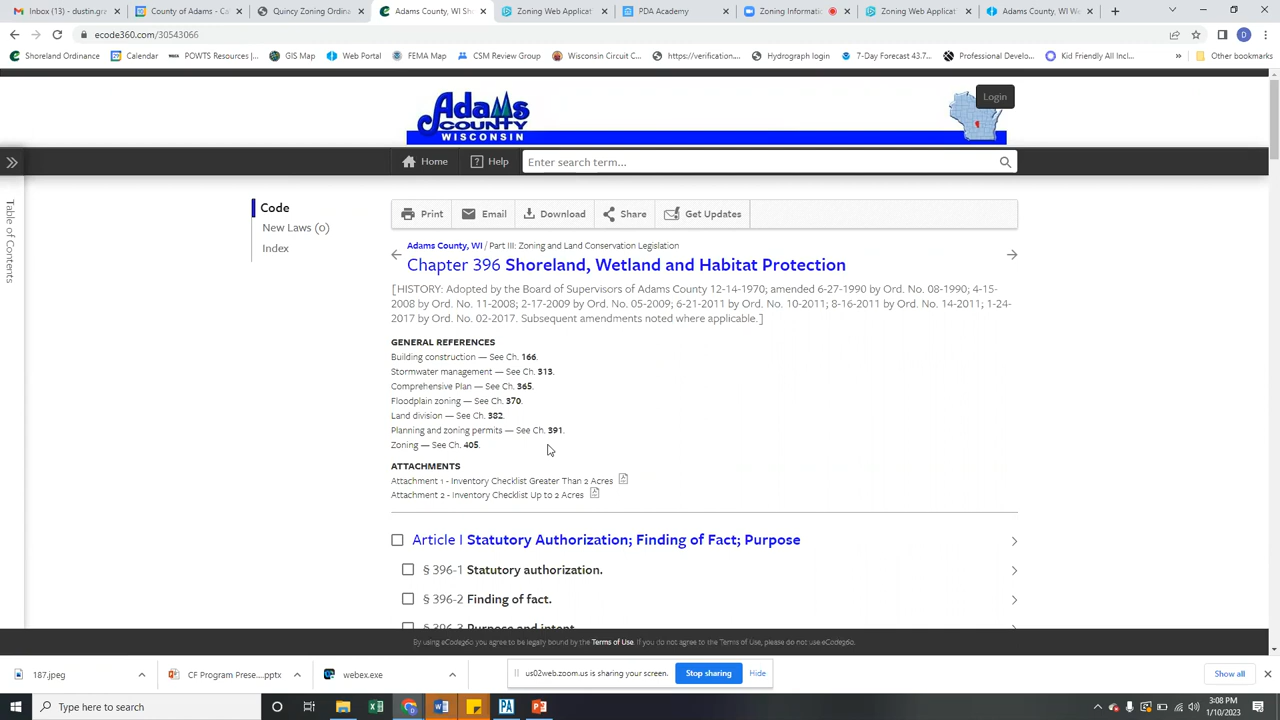 Inbox (13) - dustin.gra
County of Adams - Ca
Quincy Zoning Ordina
Adams County, WI Sh
Zoning Web Applicat
PDA Academy
Zoning Informatic
Zoning Web Applicat
Adams County, WI W
ecode360.com/30543066
Shoreland Ordinance
Calendar
POWTS Resources |...
GIS Map
Web Portal
FEMA Map
CSM Review Group
Wisconsin Circuit C...
https://verification....
Hydrograph login
7-Day Forecast 43.7...
Professional Develo...
Kid Friendly All Incl...
Other bookmarks
Adams
COUNTY
WISCONSIN
Login
Home
Help
Enter search term...
Table of Contents
Code
New Laws (0)
Index
Print
Email
Download
Share
Get Updates
Adams County, WI / Part III: Zoning and Land Conservation Legislation
Chapter 396 Shoreland, Wetland and Habitat Protection
[HISTORY: Adopted by the Board of Supervisors of Adams County 12-14-1970; amended 6-27-1990 by Ord. No. 08-1990; 4-15-
2008 by Ord. No. 11-2008; 2-17-2009 by Ord. No. 05-2009; 6-21-2011 by Ord. No. 10-2011; 8-16-2011 by Ord. No. 14-2011; 1-24-
2017 by Ord. No. 02-2017. Subsequent amendments noted where applicable.]
GENERAL REFERENCES
Building construction — See Ch. 166.
Stormwater management — See Ch. 313.
Comprehensive Plan — See Ch. 365.
Floodplain zoning — See Ch. 370.
Land division — See Ch. 382.
Planning and zoning permits — See Ch. 391.
Zoning — See Ch. 405.
ATTACHMENTS
Attachment 1 - Inventory Checklist Greater Than 2 Acres
Attachment 2 - Inventory Checklist Up to 2 Acres
Article I Statutory Authorization; Finding of Fact; Purpose
§ 396-1 Statutory authorization.
§ 396-2 Finding of fact.
§ 396-3 Purpose and intent.
By using eCode360 you agree to be legally bound by the Terms of Use. If you do not agree to the Terms of Use, please do not use eCode360.
187.jpeg
CF Program Prese....pptx
webex.exe
us02web.zoom.us is sharing your screen.
Stop sharing
Hide
Show all
Type here to search
3:08 PM
1/10/2023